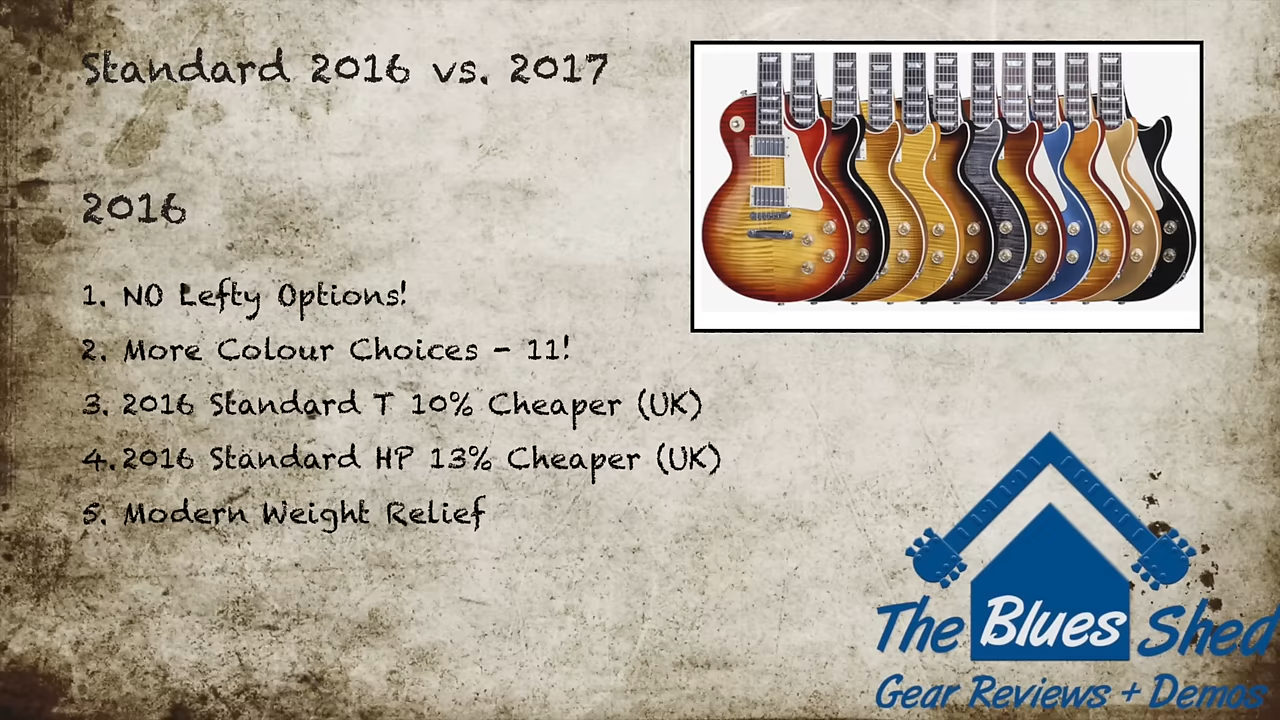 Standard 2016 vs. 2017
2016
1. NO Lefty Options!
2. More Colour Choices - 11!
3. 2016 Standard T 10% Cheaper (UK)
4. 2016 Standard HP 13% Cheaper (UK)
5. Modern Weight Relief
The Blues Shed
Gear Reviews + Demos